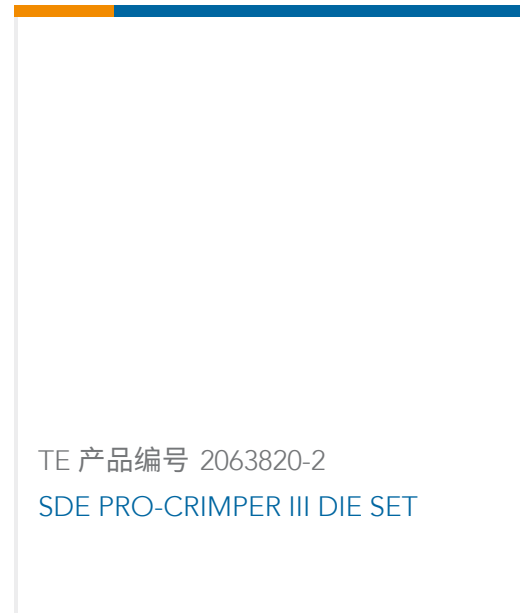 TE 产品编号 2063820-2
SDE PRO-CRIMPER III DIE SET